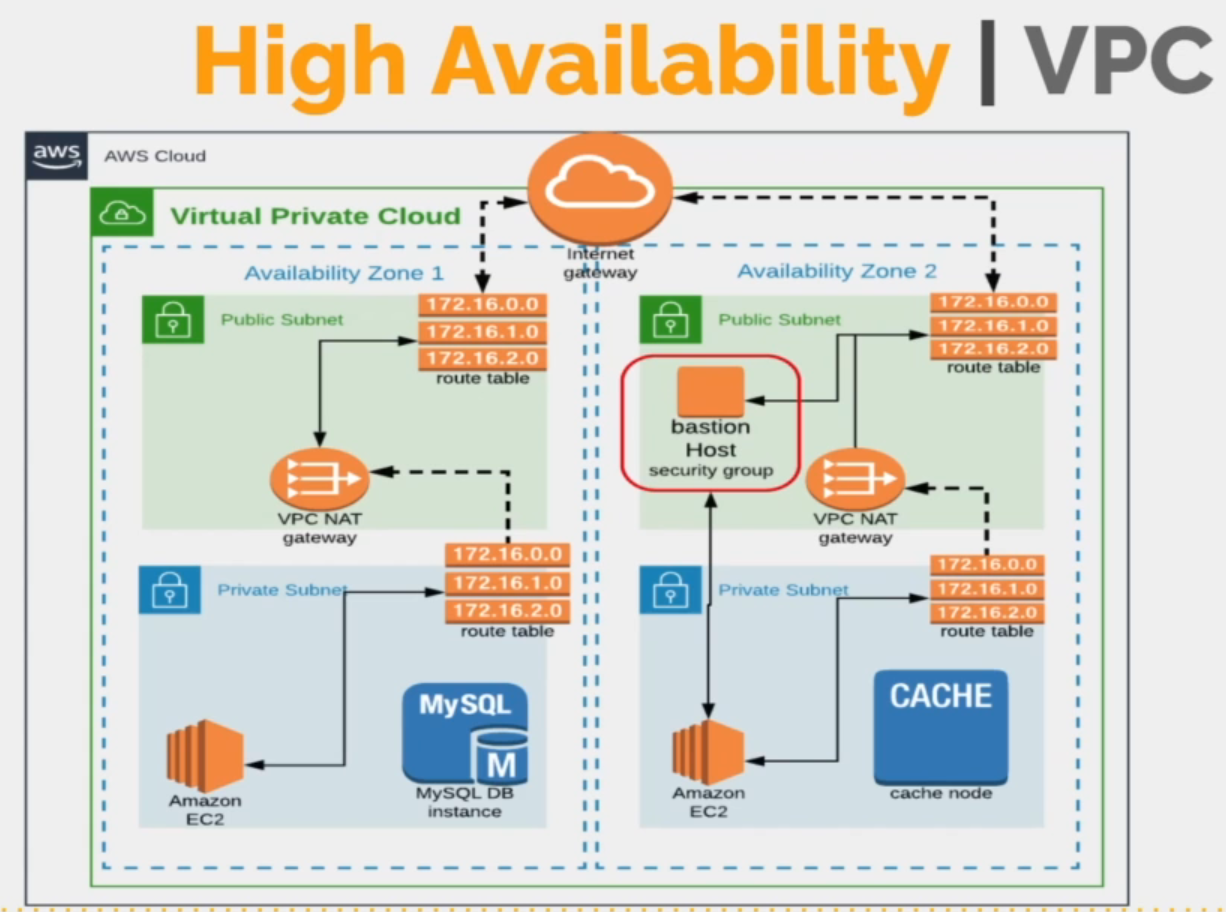 High Availability | VPC
aws
AWS Cloud
Virtual Private Cloud
Internet
gateway
Availability Zone 1
Public Subnet
172.16.0.0
172.16.1.0
172.16.2.0
route table
VPC NAT
gateway
Private Subnet
172.16.0.0
172.16.1.0
172.16.2.0
route table
Amazon
EC2
MySQL
M
MySQL DB
instance
Availability Zone 2
Public Subnet
172.16.0.0
172.16.1.0
172.16.2.0
route table
bastion
Host
security group
VPC NAT
gateway
Private Subnet
172.16.0.0
172.16.1.0
172.16.2.0
route table
Amazon
EC2
CACHE
cache node